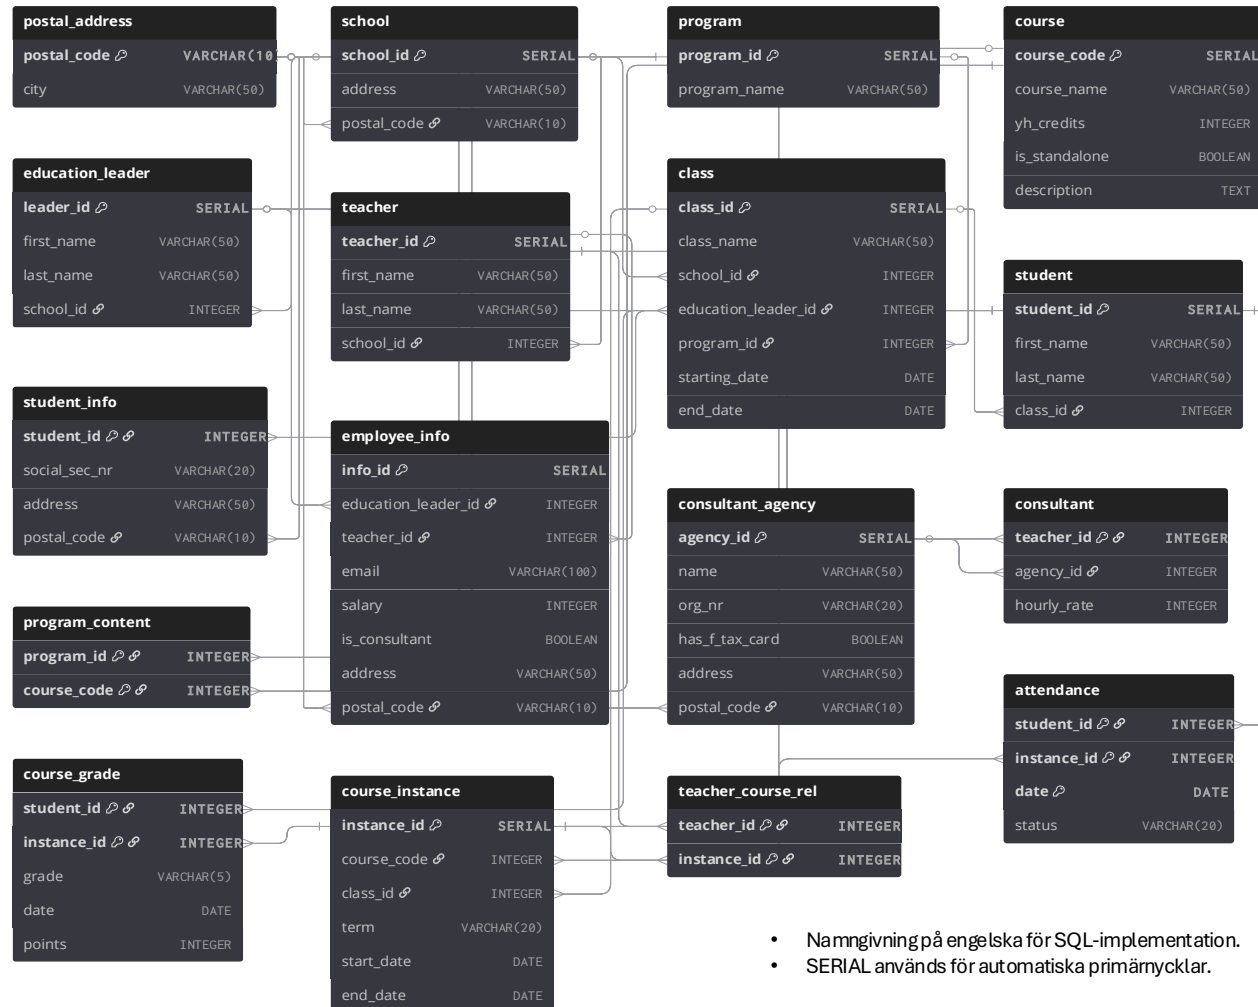 postal_address
postal_code VARCHAR(10
city VARCHAR(50)
school
school_id SERIAL
address VARCHAR(50)
postal_code VARCHAR(10)
program
program_id SERIAL
program_name VARCHAR(50)
course
course_code SERIAL
course_name VARCHAR(50)
yh_credits INTEGER
is_standalone BOOLEAN
description TEXT
education_leader
leader_id SERIAL
first_name VARCHAR(50)
last_name VARCHAR(50)
school_id INTEGER
teacher
teacher_id SERIAL
first_name VARCHAR(50)
last_name VARCHAR(50)
school_id INTEGER
class
class_id SERIAL
class_name VARCHAR(50)
school_id INTEGER
education_leader_id INTEGER
program_id INTEGER
starting_date DATE
end_date DATE
student
student_id SERIAL
first_name VARCHAR(50)
last_name VARCHAR(50)
class_id INTEGER
student_info
student_id INTEGER
social_sec_nr VARCHAR(20)
address VARCHAR(50)
postal_code VARCHAR(10)
employee_info
info_id SERIAL
education_leader_id INTEGER
teacher_id INTEGER
email VARCHAR(100)
salary INTEGER
is_consultant BOOLEAN
address VARCHAR(50)
postal_code VARCHAR(10)
consultant_agency
agency_id SERIAL
name VARCHAR(50)
org_nr VARCHAR(20)
has_f_tax_card BOOLEAN
address VARCHAR(50)
postal_code VARCHAR(10)
consultant
teacher_id INTEGER
agency_id INTEGER
hourly_rate INTEGER
program_content
program_id INTEGER
course_code INTEGER
attendance
student_id INTEGER
instance_id INTEGER
date DATE
status VARCHAR(20)
course_grade
student_id INTEGER
instance_id INTEGER
grade VARCHAR(5)
date DATE
points INTEGER
course_instance
instance_id SERIAL
course_code INTEGER
class_id INTEGER
term VARCHAR(20)
start_date DATE
end_date DATE
teacher_course_rel
teacher_id INTEGER
instance_id INTEGER
• Namngivning på engelska för SQL-implementation.
• SERIAL används för automatiska primärnycklar.